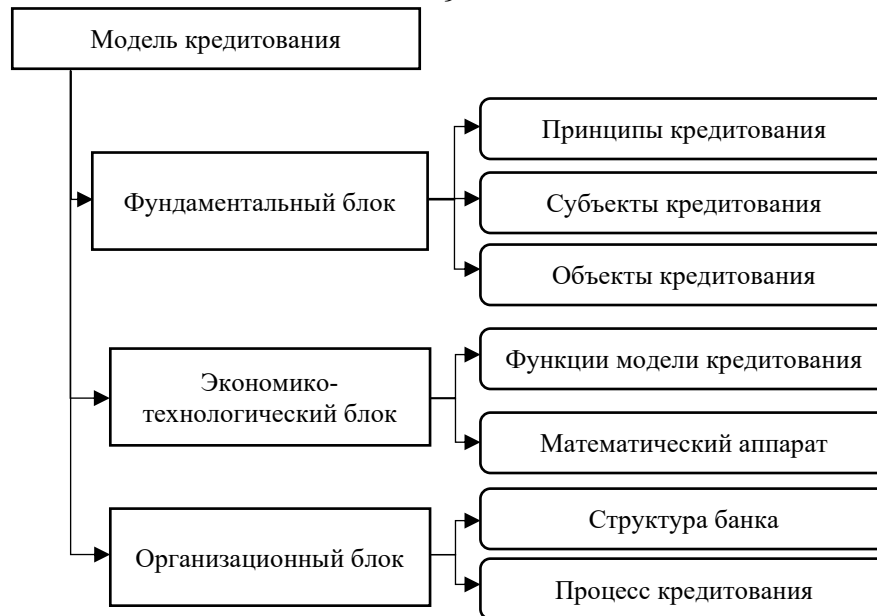 Модель кредитования
Принципы кредитования
Фундаментальный блок
Субъекты кредитования
Объекты кредитования
Экономико-
технологический блок
Функции модели кредитования
Математический аппарат
Организационный блок
Структура банка
Процесс кредитования